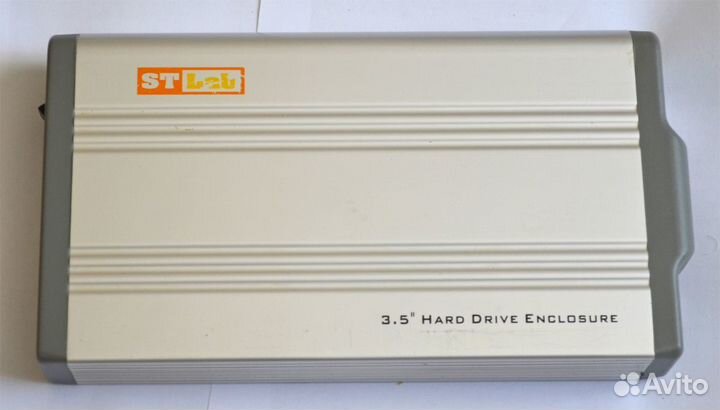 ST Lab
3.5" HARD DRIVE ENCLOSURE
Avito